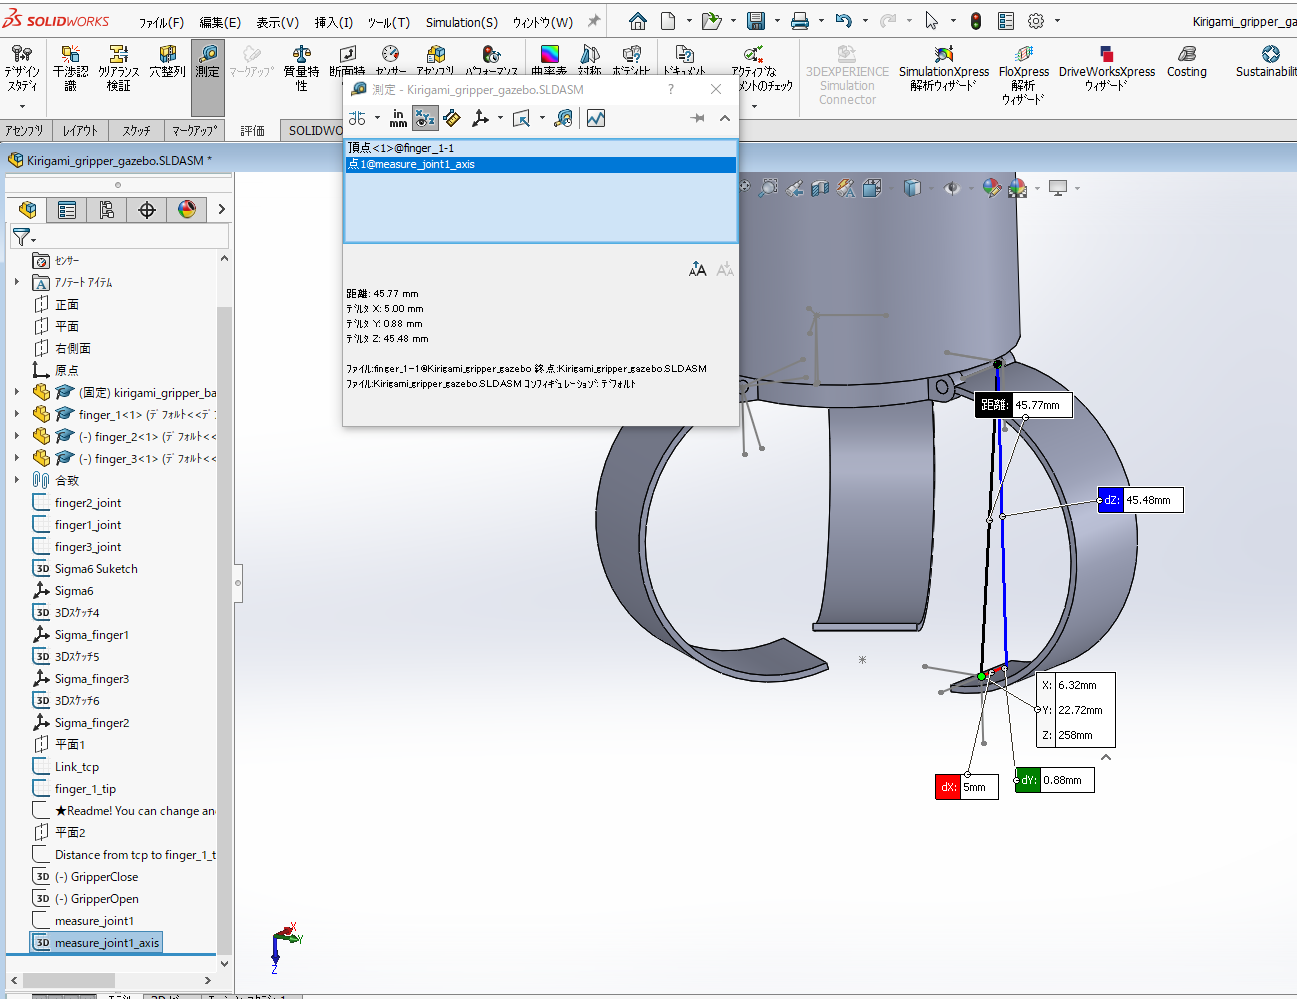 SOLIDWORKS
ファイル(F) 編集(E) 表示(V) 挿入(I) ツール(T) Simulation(S) ウィンドウ(W)
Kirigami_gripper_ga
デザイン スタディ
干渉認識
クリアランス検証
穴整列
測定
マークアップ
質量特性
断面特
センサー
アセンブリ
パフォーマンス
曲率表
対称
ボディ比
ドキュメント
アクティブな
メントのチェック
3DEXPERIENCE Simulation Connector
SimulationXpress 解析ウィザード
FloXpress 解析 ウィザード
DriveWorksXpress ウィザード
Costing
Sustainabilit
アセンブリ レイアウト スケッチ マークアップ 評価 SOLIDWO
Kirigami_gripper_gazebo.SLDASM *
測定 - Kirigami_gripper_gazebo.SLDASM ?
in mm
XYZ
頂点<1>@finger_1-1
点1@measure_joint1_axis
距離: 45.77 mm
デルタ X: 5.00 mm
デルタ Y: 0.88 mm
デルタ Z: 45.48 mm
ファイル:finger_1-1@Kirigami_gripper_gazebo 終点:Kirigami_gripper_gazebo.SLDASM
ファイル:Kirigami_gripper_gazebo.SLDASM コンフィギュレーション: デフォルト
センサー
アノテート アイテム
正面
平面
右側面
原点
(固定) kirigami_gripper_ba
finger_1<1> (デフォルト<<デ
(-) finger_2<1> (デフォルト<<
(-) finger_3<1> (デフォルト<<
合致
finger2_joint
finger1_joint
finger3_joint
3D Sigma6 Suketch
Sigma6
3D 3Dスケッチ4
Sigma_finger1
3D 3Dスケッチ5
Sigma_finger3
3D 3Dスケッチ6
Sigma_finger2
平面1
Link_tcp
finger_1_tip
★Readme! You can change an
平面2
Distance from tcp to finger_1_t
3D (-) GripperClose
3D (-) GripperOpen
measure_joint1
3D measure_joint1_axis
距離: 45.77mm
dZ: 45.48mm
X: 6.32mm
Y: 22.72mm
Z: 258mm
dX: 5mm
dY: 0.88mm
X
Y
Z